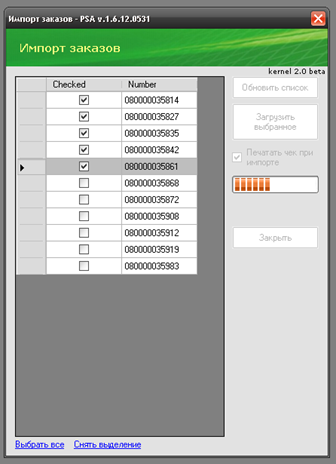 Импорт заказов - PSA v.1.6.12.0531
Импорт заказов
kernel 2.0 beta
Checked Number
080000035814
080000035827
080000035835
080000035842
080000035861
080000035868
080000035872
080000035908
080000035912
080000035919
080000035983
Обновить список
Загрузить
выбранное
Печатать чек при
импорте
Закрыть
Выбрать все Снять выделение